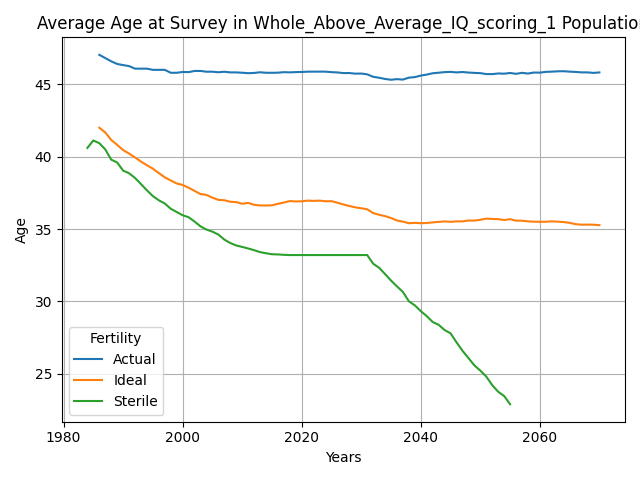 Average Age at Survey in Whole_Above_Average_IQ_scoring_1 Population
45
40
35
30
25
Age
Fertility
Actual
Ideal
Sterile
1980
2000
2020
2040
2060
Years